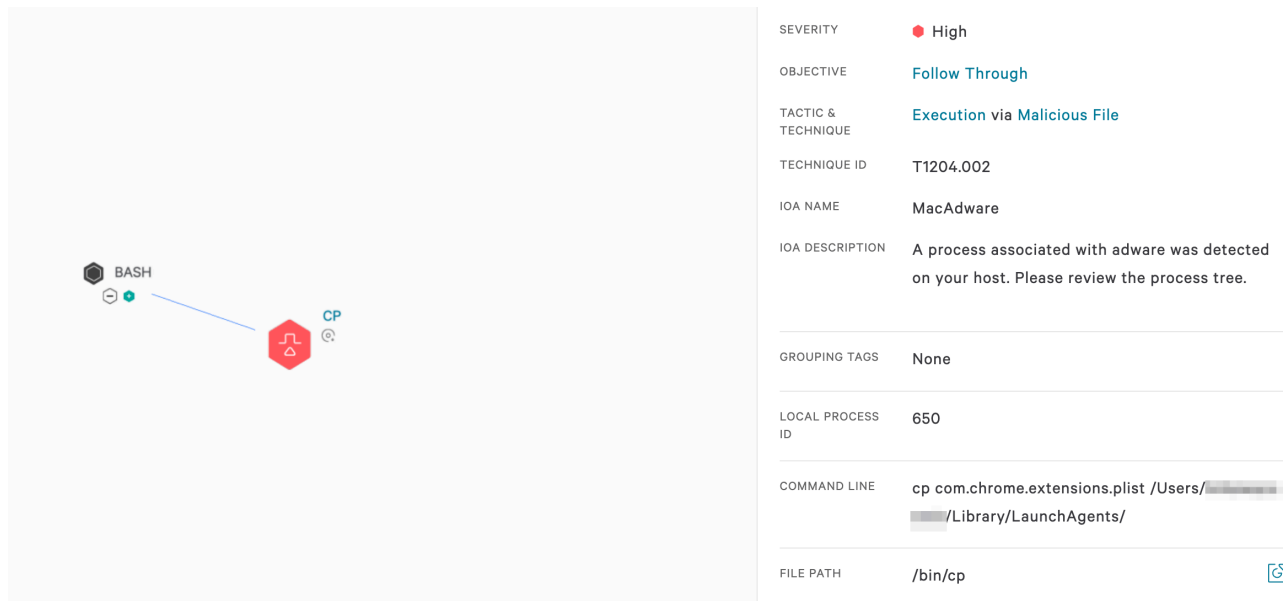 BASH
CP
SEVERITY
High
OBJECTIVE
Follow Through
TACTIC &
TECHNIQUE
Execution via Malicious File
TECHNIQUE ID
T1204.002
IOA NAME
MacAdware
IOA DESCRIPTION
A process associated with adware was detected
on your host. Please review the process tree.
GROUPING TAGS
None
LOCAL PROCESS
ID
650
COMMAND LINE
cp com.chrome.extensions.plist /Users/
/Library/LaunchAgents/
FILE PATH
/bin/cp